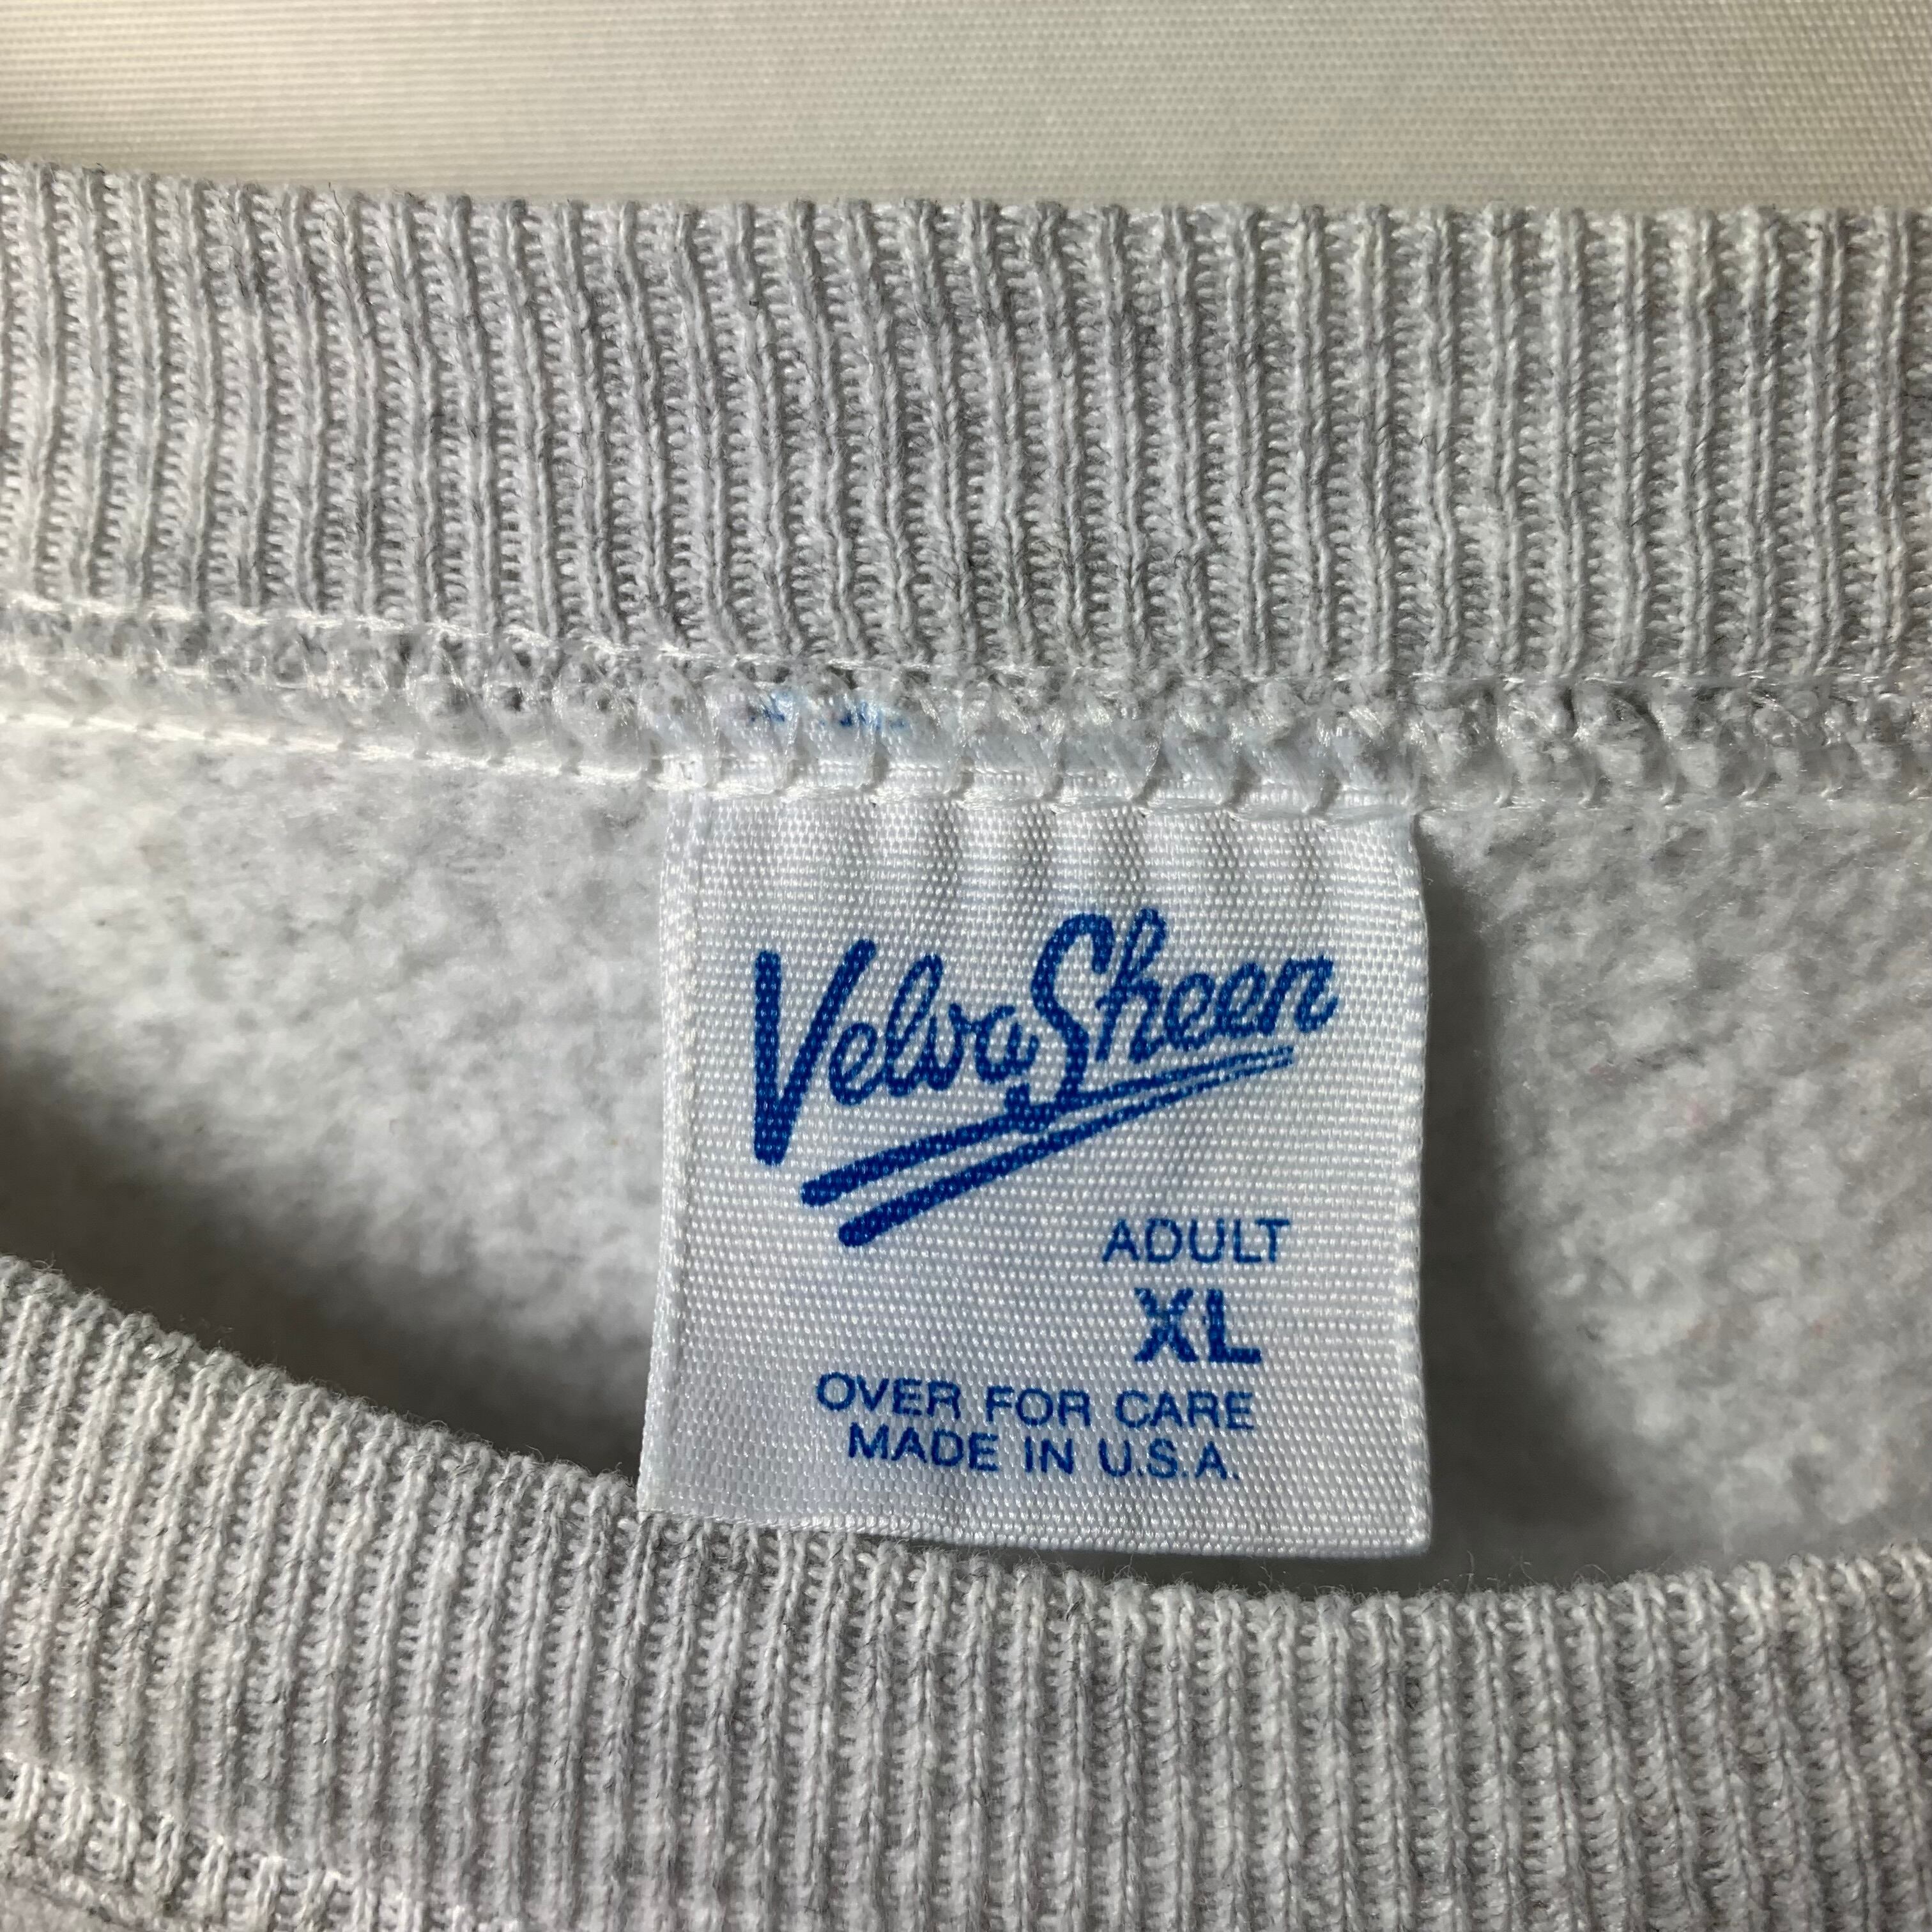 VelvaSheen
ADULT
XL
OVER FOR CARE
MADE IN U.S.A.